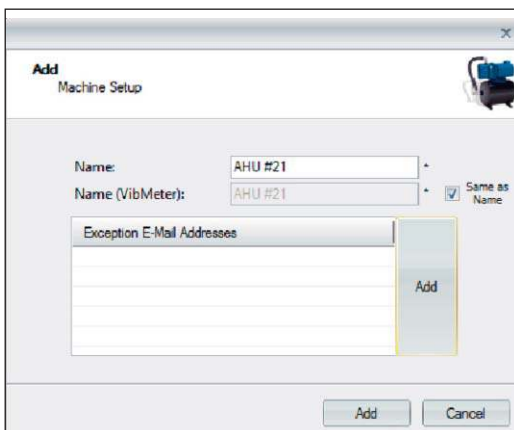 x
Add
Machine Setup
Name: AHU #21 *
Name (VibMeter): AHU #21 * Same as Name
Exception E-Mail Addresses
Add
Add Cancel